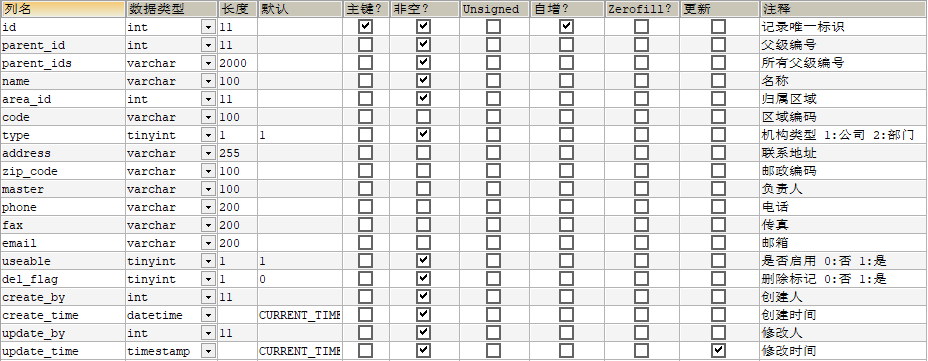 列名 数据类型 长度 默认 主键? 非空? Unsigned 自增? Zerofill? 更新 注释
id int 11 记录唯一标识
parent_id int 11 父级编号
parent_ids varchar 2000 所有父级编号
name varchar 100 名称
area_id int 11 归属区域
code varchar 100 区域编码
type tinyint 1 1 机构类型 1:公司 2:部门
address varchar 255 联系地址
zip_code varchar 100 邮政编码
master varchar 100 负责人
phone varchar 200 电话
fax varchar 200 传真
email varchar 200 邮箱
useable tinyint 1 1 是否启用 0:否 1:是
del_flag tinyint 1 0 删除标记 0:否 1:是
create_by int 11 创建人
create_time datetime CURRENT_TIME 创建时间
update_by int 11 修改人
update_time timestamp CURRENT_TIME 修改时间